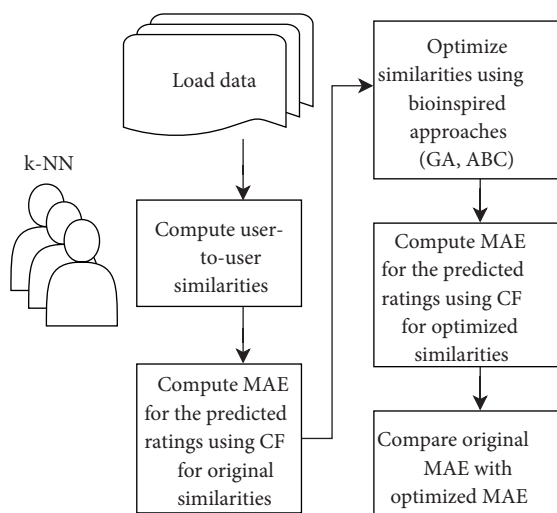 Load data
k-NN
Compute user-
to-user
similarities
Compute MAE
for the predicted
ratings using CF
for original
similarities
Optimize
similarities using
bioinspired
approaches
(GA, ABC)
Compute MAE
for the predicted
ratings using CF
for optimized
similarities
Compare original
MAE with
optimized MAE